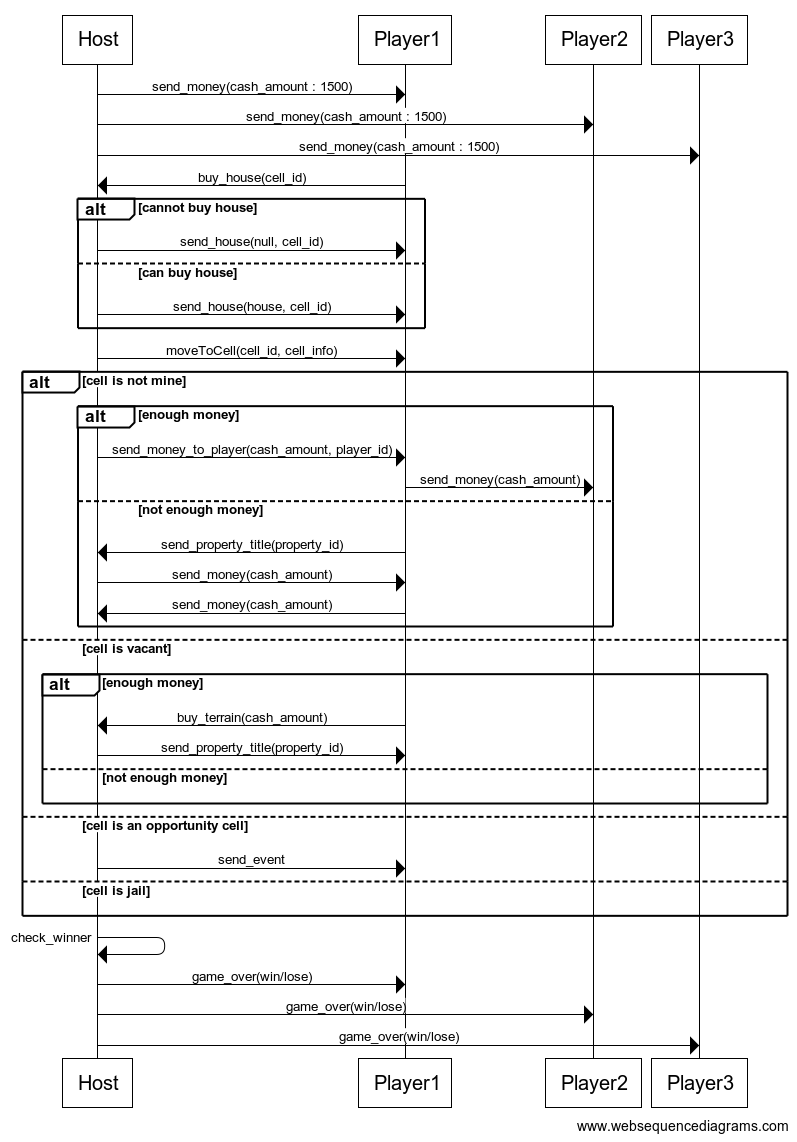 Host Player1 Player2 Player3
send_money(cash_amount : 1500)
send_money(cash_amount : 1500)
send_money(cash_amount : 1500)
buy_house(cell_id)
alt [cannot buy house]
send_house(null, cell_id)
[can buy house]
send_house(house, cell_id)
moveToCell(cell_id, cell_info)
alt [cell is not mine]
alt [enough money]
send_money_to_player(cash_amount, player_id)
send_money(cash_amount)
[not enough money]
send_property_title(property_id)
send_money(cash_amount)
send_money(cash_amount)
[cell is vacant]
alt [enough money]
buy_terrain(cash_amount)
send_property_title(property_id)
[not enough money]
[cell is an opportunity cell]
send_event
[cell is jail]
check_winner
game_over(win/lose)
game_over(win/lose)
game_over(win/lose)
Host Player1 Player2 Player3
www.websequencediagrams.com